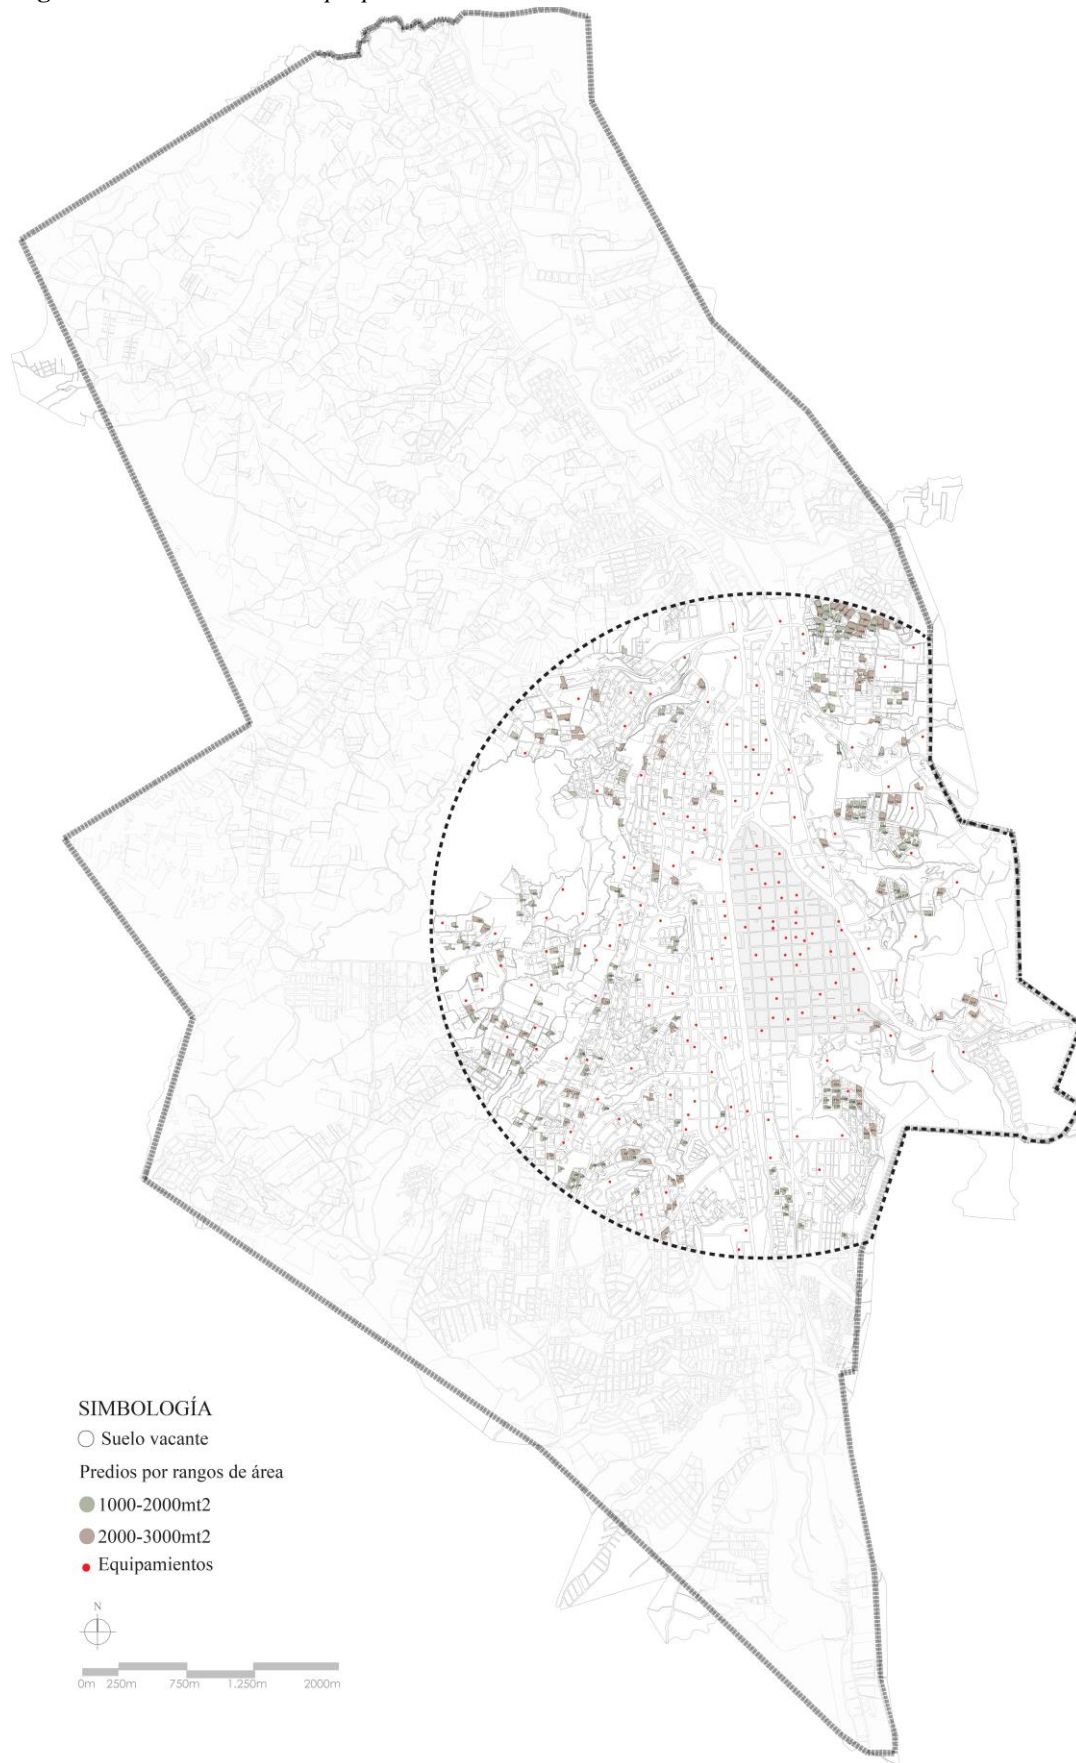 SIMBOLOGÍA
Suelo vacante
Predios por rangos de área
1000-2000mt2
2000-3000mt2
Equipamientos
N
0m 250m 750m 1.250m 2000m